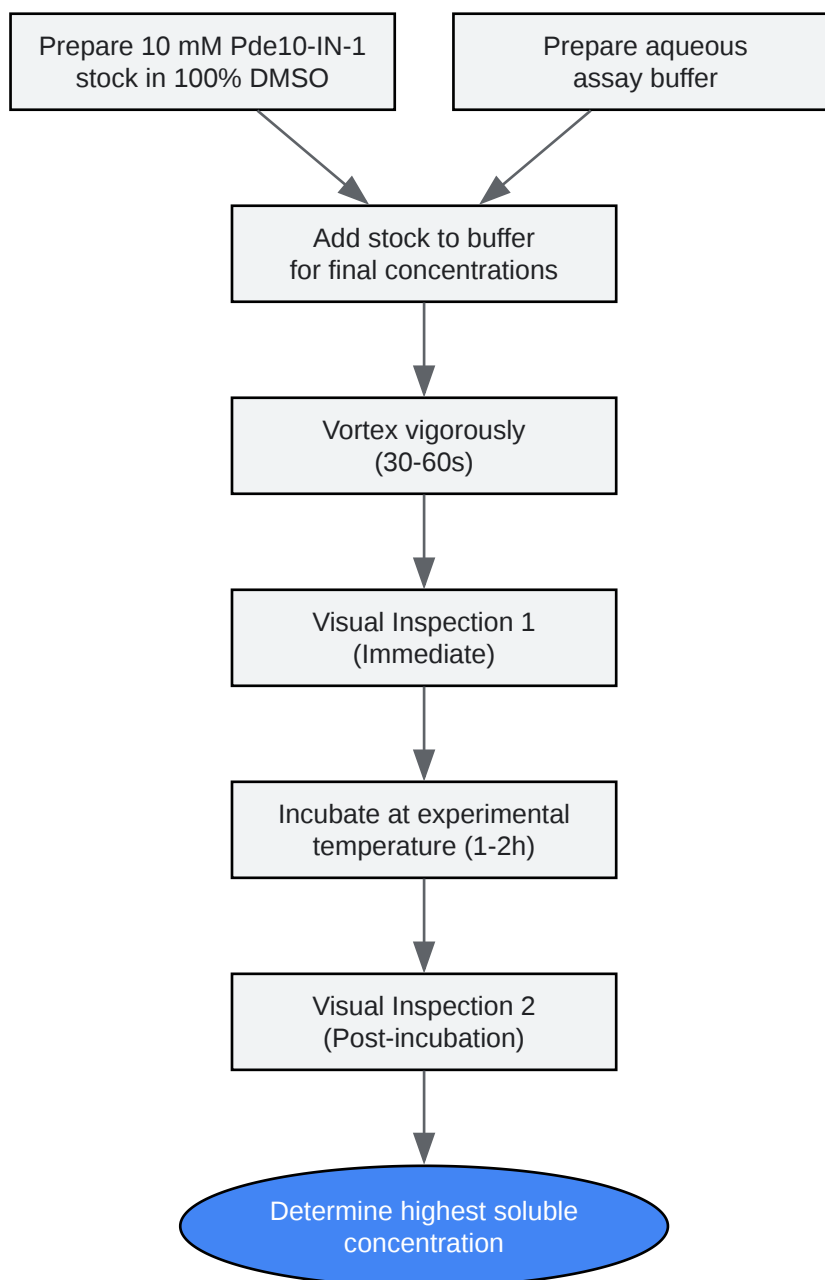 Prepare 10 mM Pde10-IN-1
stock in 100% DMSO
Prepare aqueous
assay buffer
Add stock to buffer
for final concentrations
Vortex vigorously
(30-60s)
Visual Inspection 1
(Immediate)
Incubate at experimental
temperature (1-2h)
Visual Inspection 2
(Post-incubation)
Determine highest soluble
concentration